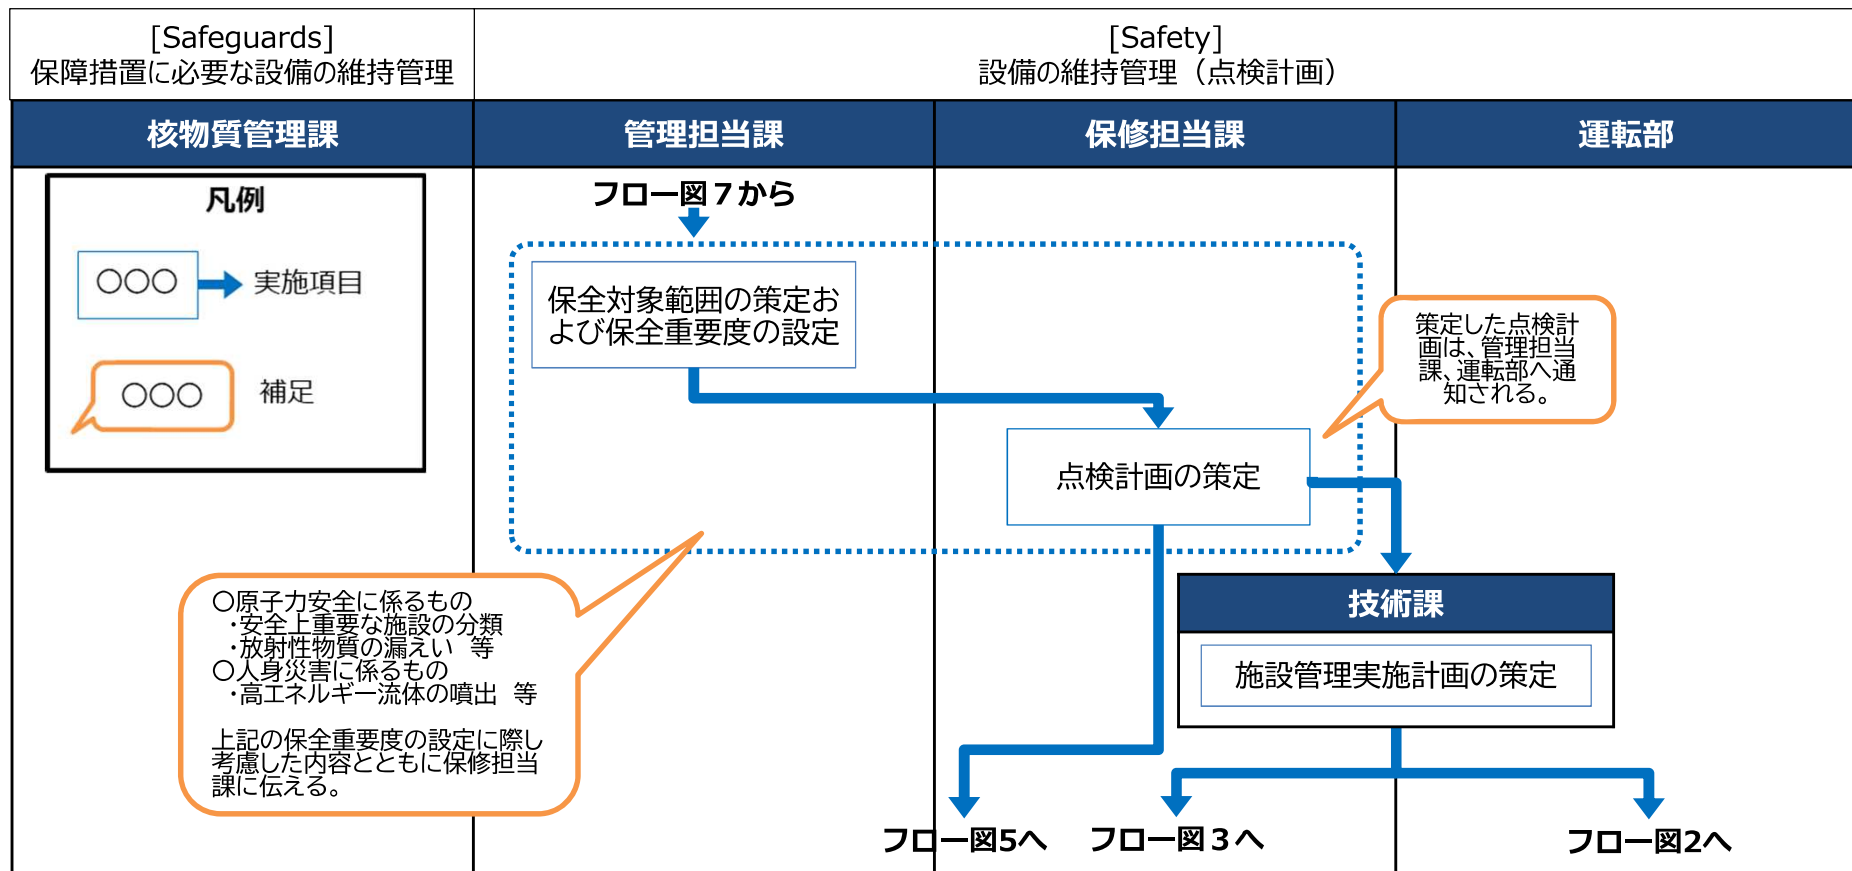 [Safeguards]
保障措置に必要な設備の維持管理
[Safety]
設備の維持管理（点検計画）
核物質管理課
管理担当課
保修担当課
運転部
凡例
〇〇〇
実施項目
〇〇〇
補足
フロー図７から
保全対象範囲の策定お
よび保全重要度の設定
策定した点検計
画は、管理担当
課、運転部へ通
知される。
点検計画の策定
〇原子力安全に係るもの
・安全上重要な施設の分類
・放射性物質の漏えい　等
〇人身災害に係るもの
・高エネルギー流体の噴出　等
上記の保全重要度の設定に際し
考慮した内容とともに保修担当
課に伝える。
技術課
施設管理実施計画の策定
フロー図5へ
フロー図３へ
フロー図2へ